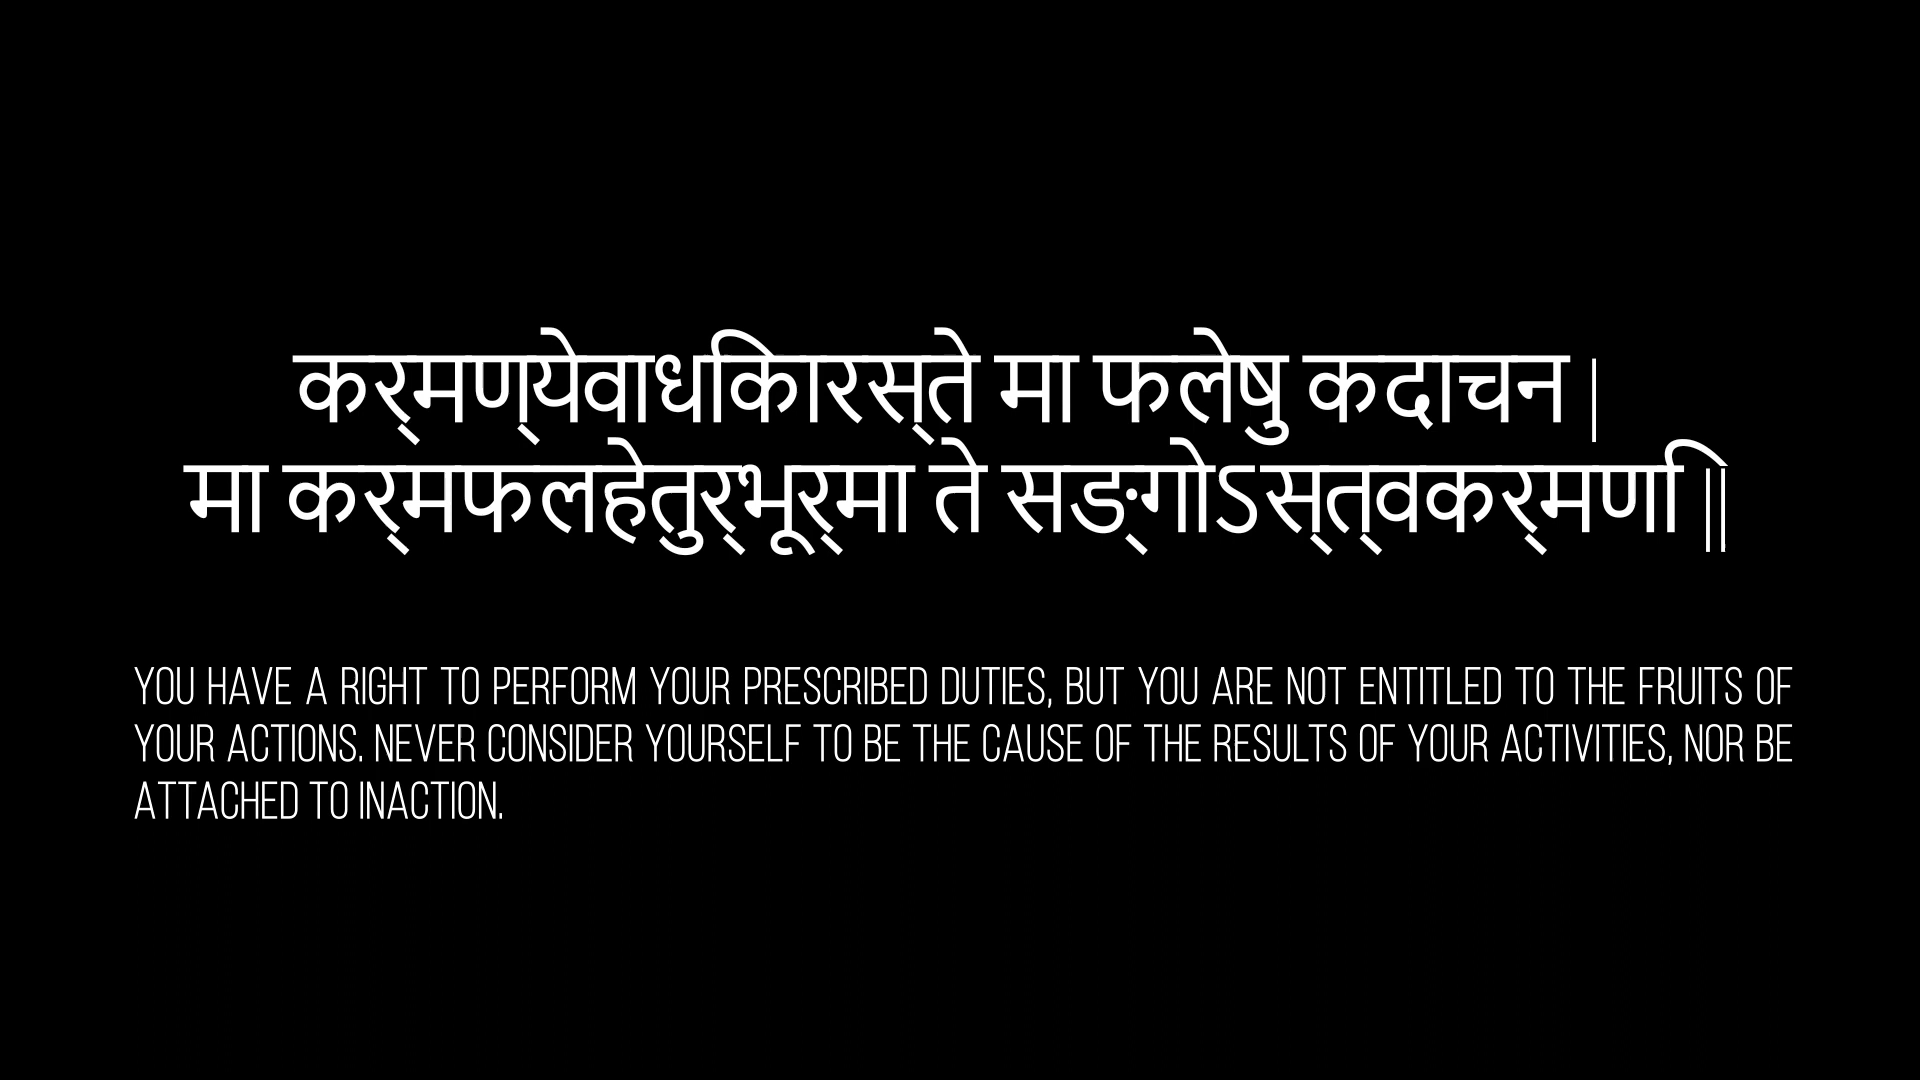 कर्मण्येवाधिकारस्ते मा फलेषु कदाचन |
मा कर्मफलहेतुर्भूर्मा ते सङ्गोऽस्त्वकर्मणि ||
YOU HAVE A RIGHT TO PERFORM YOUR PRESCRIBED DUTIES, BUT YOU ARE NOT ENTITLED TO THE FRUITS OF
YOUR ACTIONS. NEVER CONSIDER YOURSELF TO BE THE CAUSE OF THE RESULTS OF YOUR ACTIVITIES, NOR BE
ATTACHED TO INACTION.